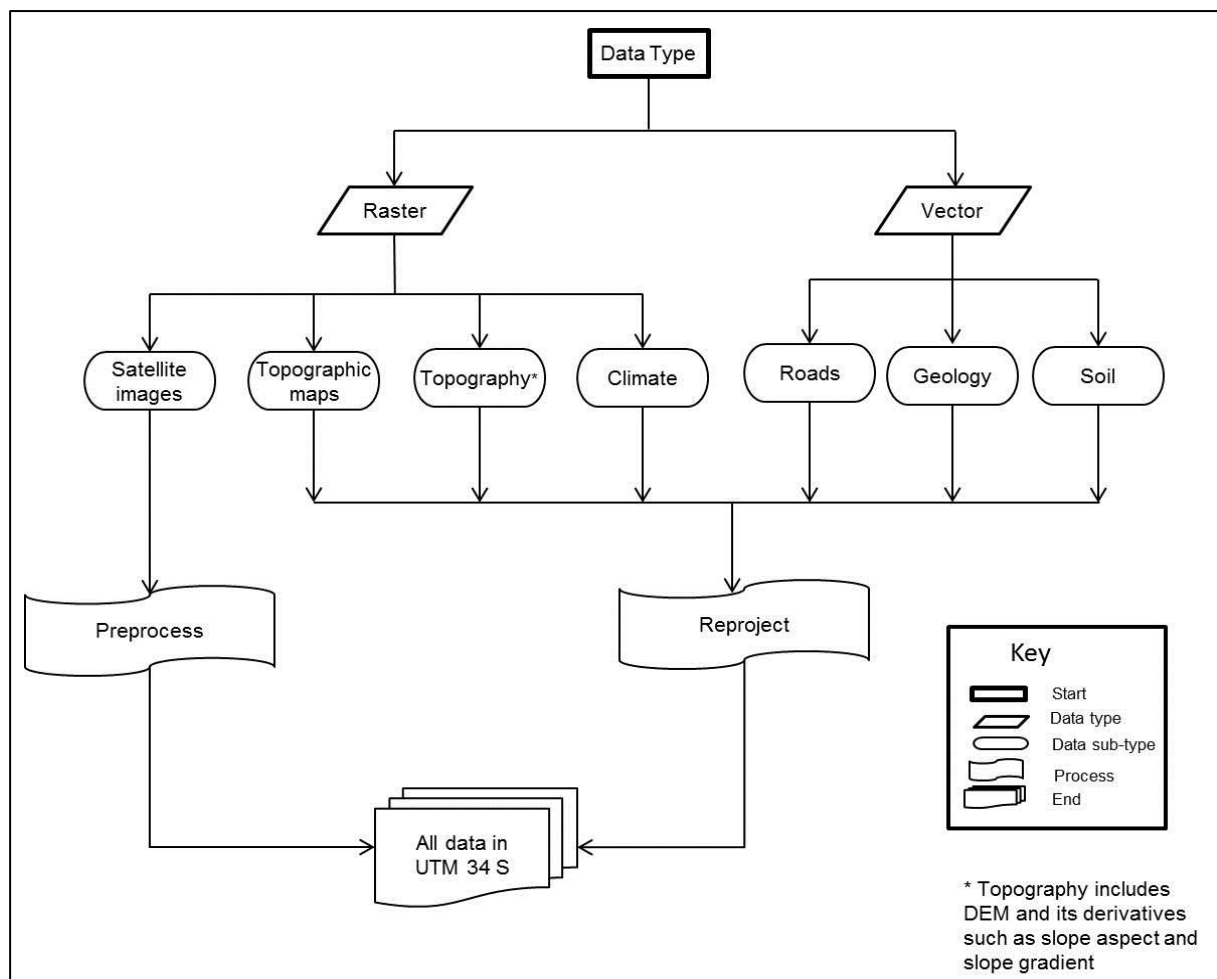 Data Type
Raster
Vector
Satellite
images
Topographic
maps
Topography*
Climate
Roads
Geology
Soil
Preprocess
Reproject
All data in
UTM 34 S
Key
Start
Data type
Data sub-type
Process
End
* Topography includes
DEM and its derivatives
such as slope aspect and
slope gradient